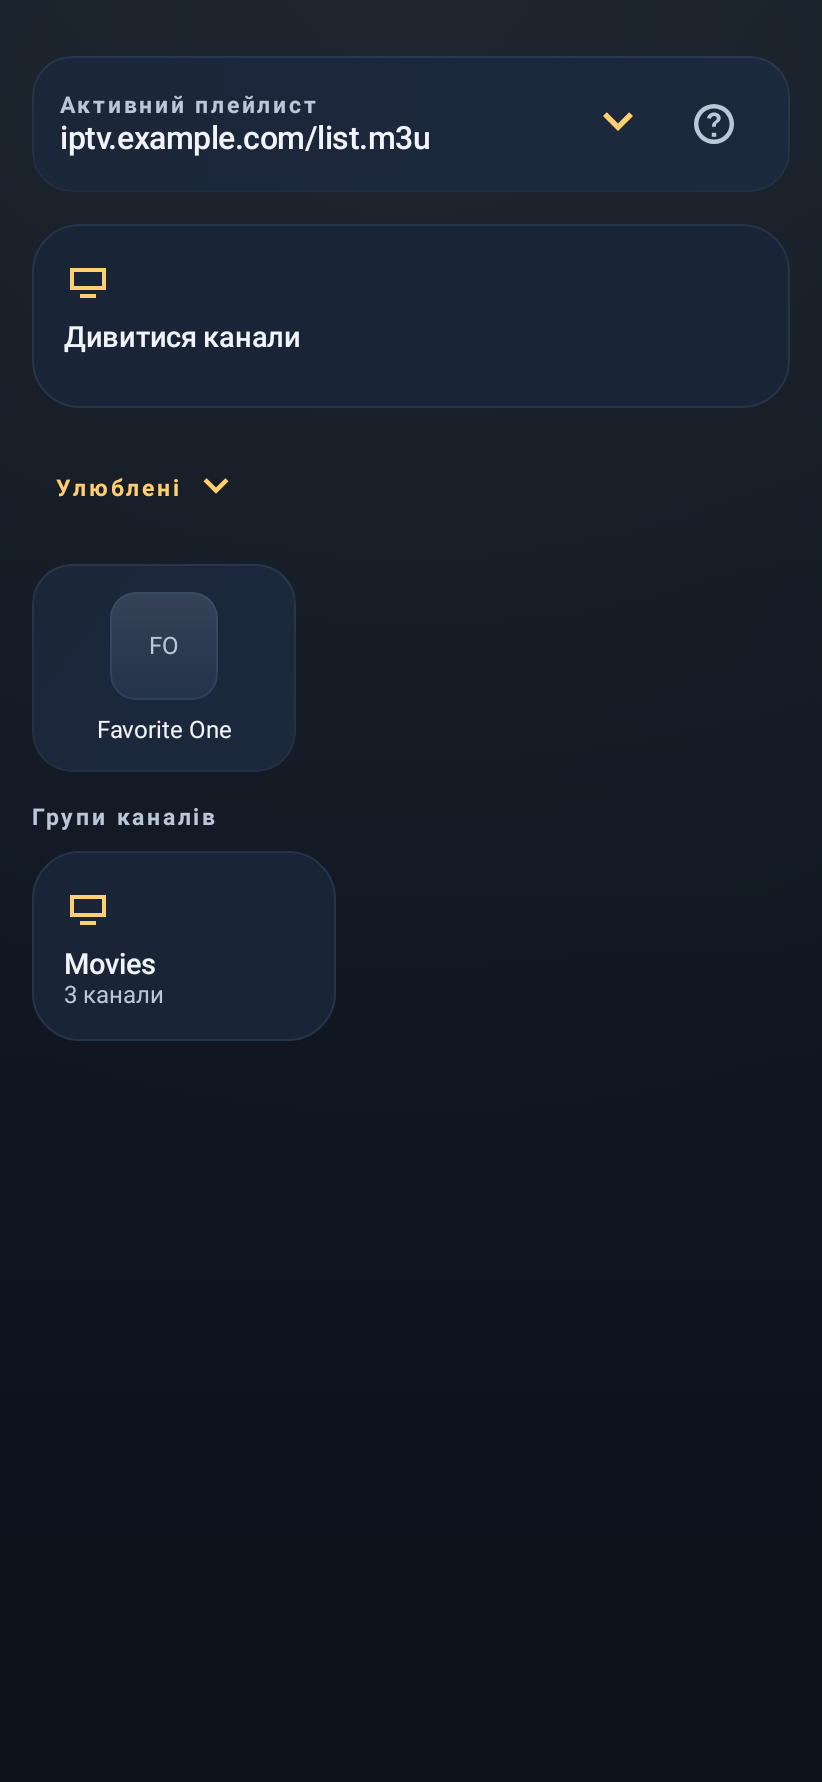 Активний плейлист
iptv.example.com/list.m3u
Дивитися канали
Улюблені
FO
Favorite One
Групи каналів
Movies
3 канали